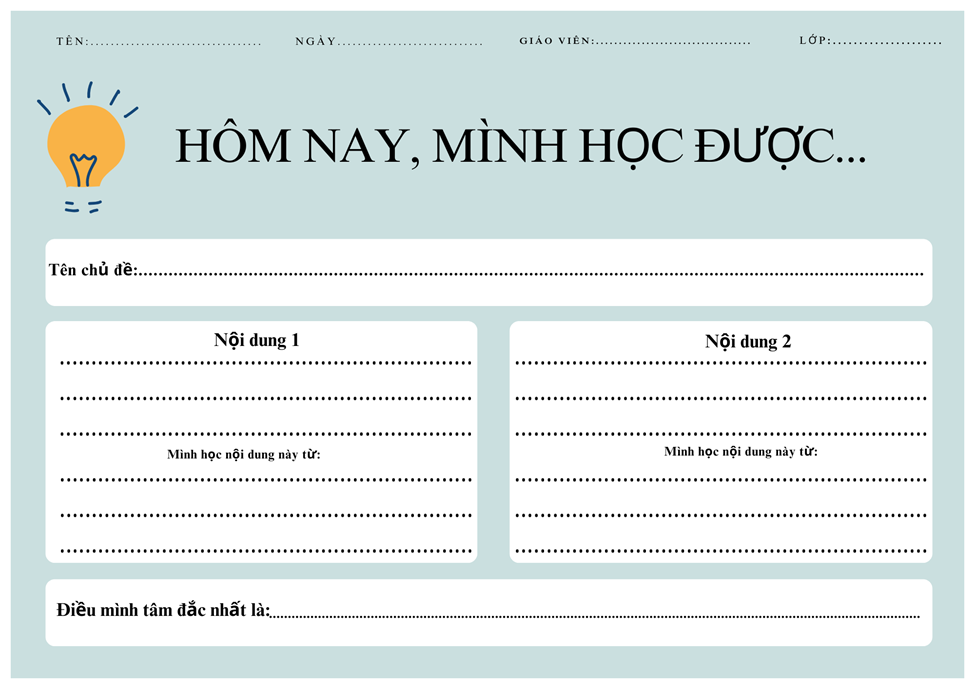 TÊN:................................. NGÀY............................ GIÁO VIÊN:.................................. LỚP:.....................
HÔM NAY, MÌNH HỌC ĐƯỢC...
Tên chủ đề:................................................................................
Nội dung 1
................................................................
................................................................
................................................................
Mình học nội dung này từ:
................................................................
................................................................
................................................................
Nội dung 2
................................................................
................................................................
................................................................
Mình học nội dung này từ:
................................................................
................................................................
................................................................
Điều mình tâm đắc nhất là:................................................................................